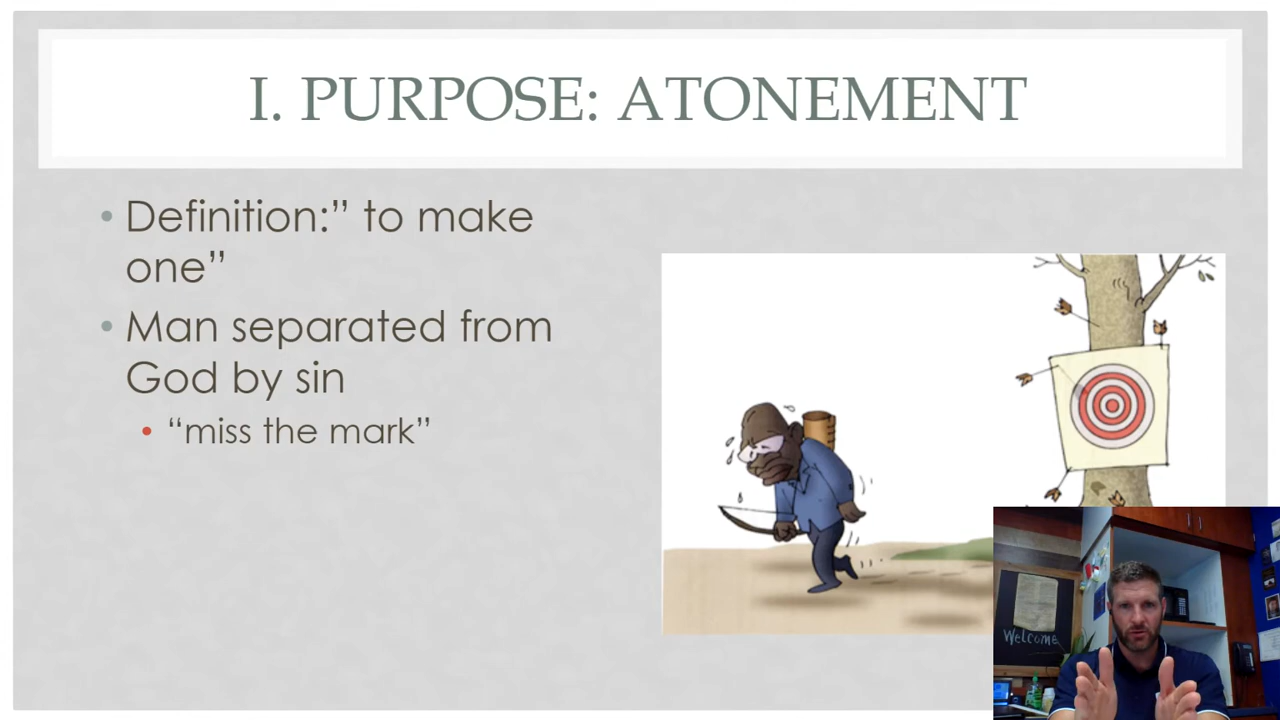 I. PURPOSE: ATONEMENT
• Definition:” to make
one”
• Man separated from
God by sin
• “miss the mark”
Welcome